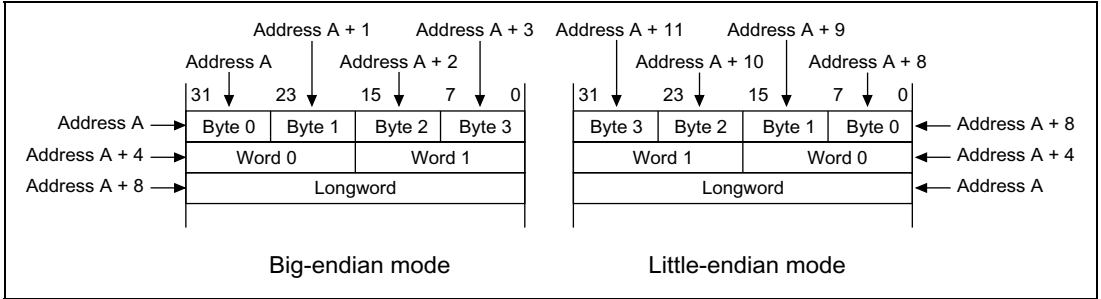 Address A + 1 Address A + 3 Address A + 11 Address A + 9
Address A Address A + 2 Address A + 10 Address A + 8
31 23 15 7 0 31 23 15 7 0
Address A Byte 0 Byte 1 Byte 2 Byte 3 Byte 3 Byte 2 Byte 1 Byte 0 Address A + 8
Address A + 4 Word 0 Word 1 Word 1 Word 0 Address A + 4
Address A + 8 Longword Longword Address A
Big-endian mode Little-endian mode